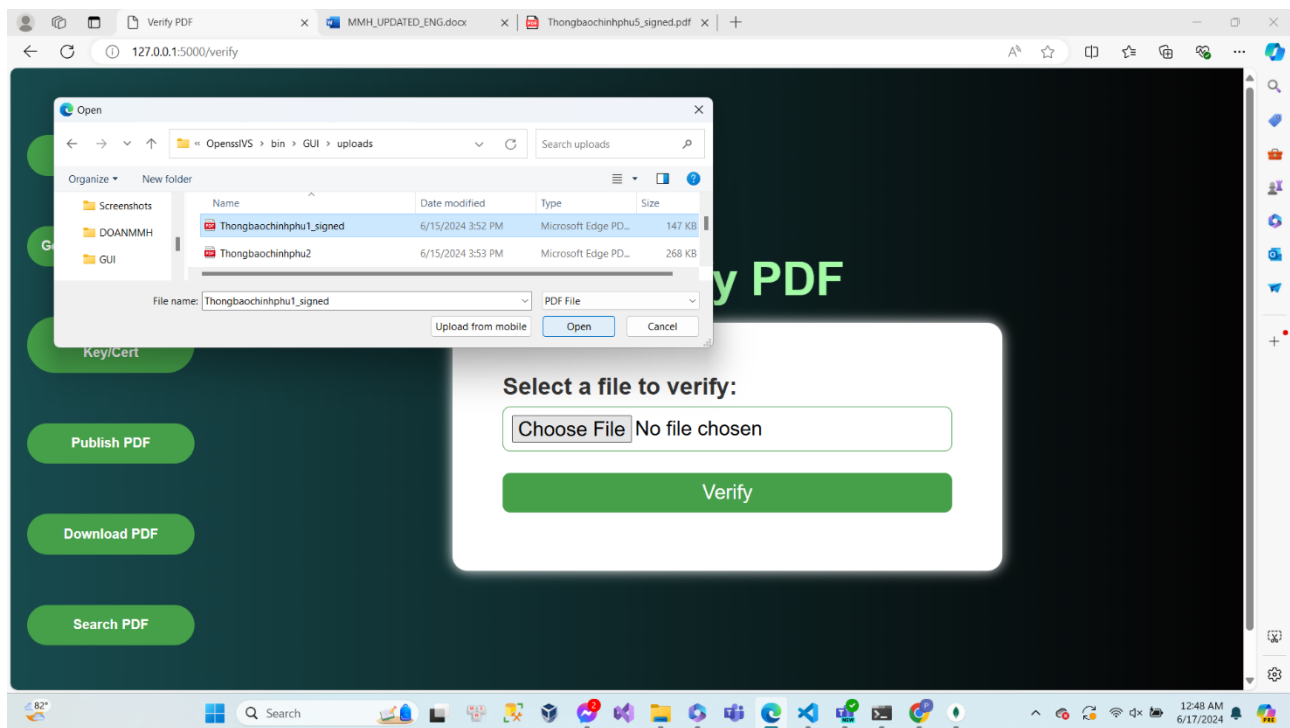 Verify PDF
MMH_UPDATED_ENG.docx
Thongbaochinhphu5_signed.pdf
127.0.0.1:5000/verify
Open
« OpensslVS > bin > GUI > uploads
Search uploads
Organize
New folder
Name
Date modified
Type
Size
Screenshots
Thongbaochinhphu1_signed
6/15/2024 3:52 PM
Microsoft Edge PD...
147 KB
DOANMMH
Thongbaochinhphu2
6/15/2024 3:53 PM
Microsoft Edge PD...
268 KB
GUI
File name:
Thongbaochinhphu1_signed
PDF File
Upload from mobile
Open
Cancel
y PDF
Key/Cert
Select a file to verify:
Choose File No file chosen
Verify
Publish PDF
Download PDF
Search PDF
82°
Search
2
NEW
12:48 AM
6/17/2024
PRE